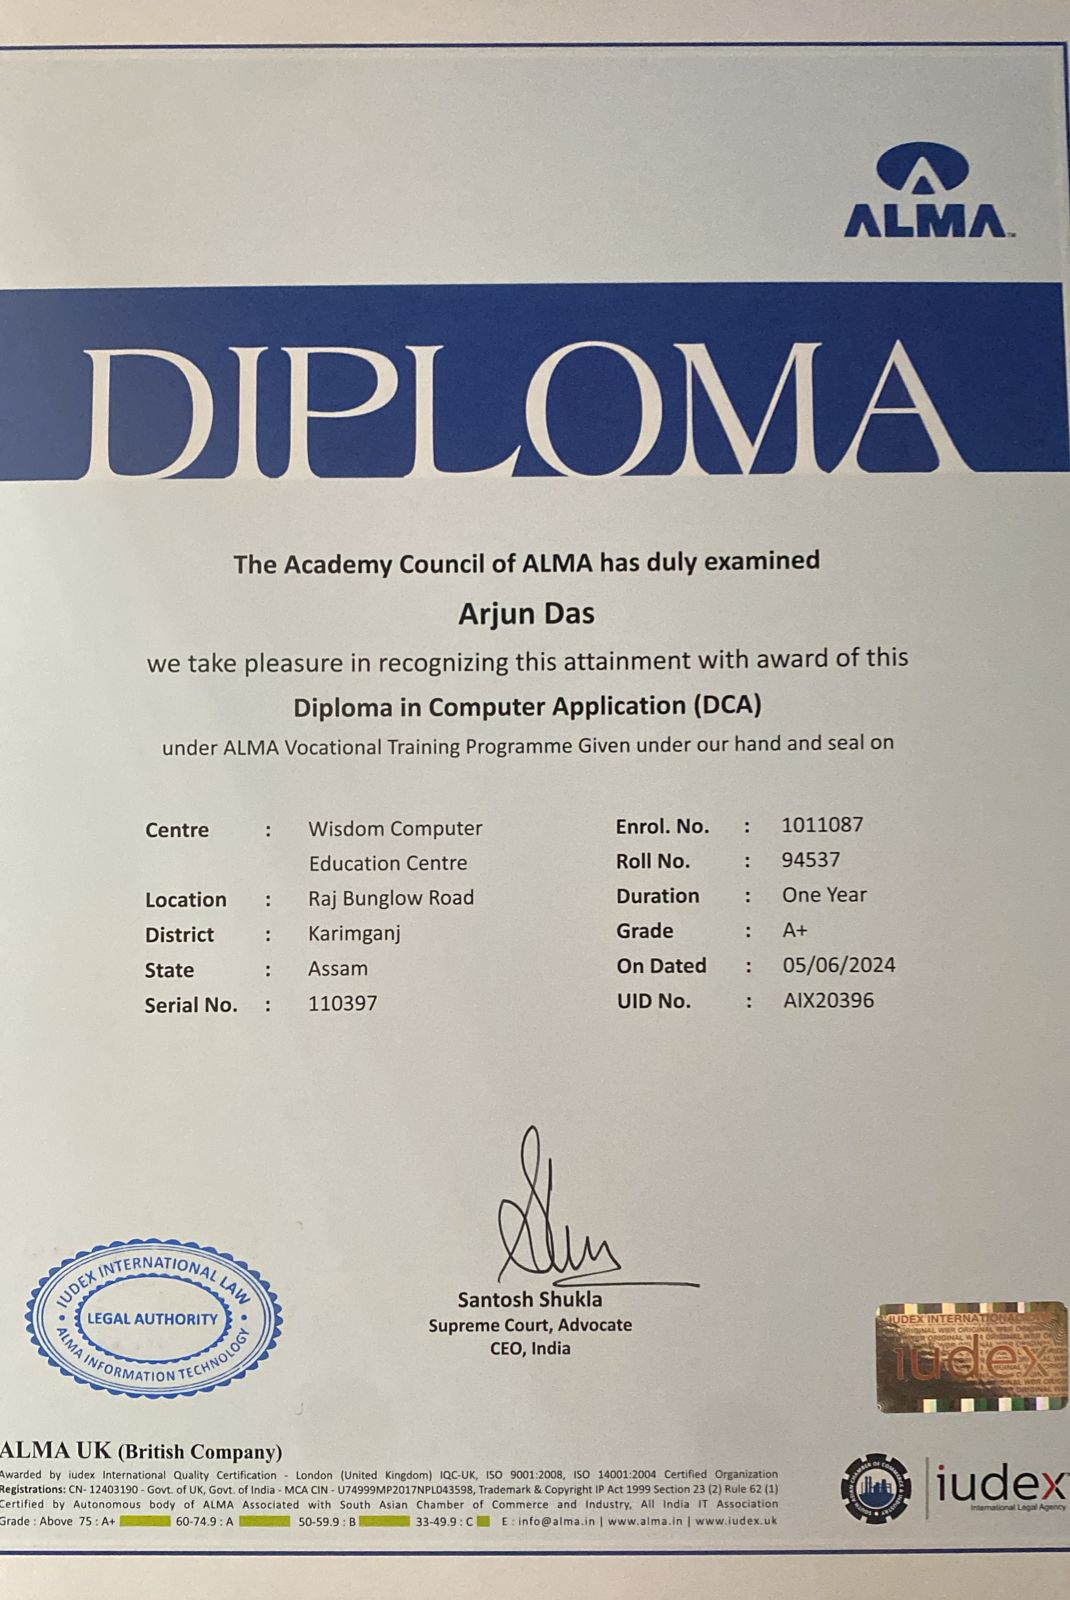 ALMA™
DIPLOMA
The Academy Council of ALMA has duly examined
Arjun Das
we take pleasure in recognizing this attainment with award of this
Diploma in Computer Application (DCA)
under ALMA Vocational Training Programme Given under our hand and seal on
Centre : Wisdom Computer
Education Centre
Location : Raj Bunglow Road
District : Karimganj
State : Assam
Serial No. : 110397
Enrol. No. : 1011087
Roll No. : 94537
Duration : One Year
Grade : A+
On Dated : 05/06/2024
UID No. : AIX20396
Santosh Shukla
Supreme Court, Advocate
CEO, India
IUDEX INTERNATIONAL LAW
LEGAL AUTHORITY
ALMA INFORMATION TECHNOLOGY
IUDEX INTERNATIONAL
iudex
ALMA UK (British Company)
Awarded by iudex International Quality Certification - London (United Kingdom) IQC-UK, ISO 9001:2008, ISO 14001:2004 Certified Organization
Registrations: CN- 12403190 - Govt. of UK, Govt. of India - MCA CIN - U74999MP2017NPL043598, Trademark & Copyright IP Act 1999 Section 23 (2) Rule 62 (1)
Certified by Autonomous body of ALMA Associated with South Asian Chamber of Commerce and Industry, All India IT Association
Grade : Above 75 : A+ 60-74.9 : A 50-59.9 : B 33-49.9 : C E : info@alma.in | www.alma.in | www.iudex.uk
iudex
International Legal Agency